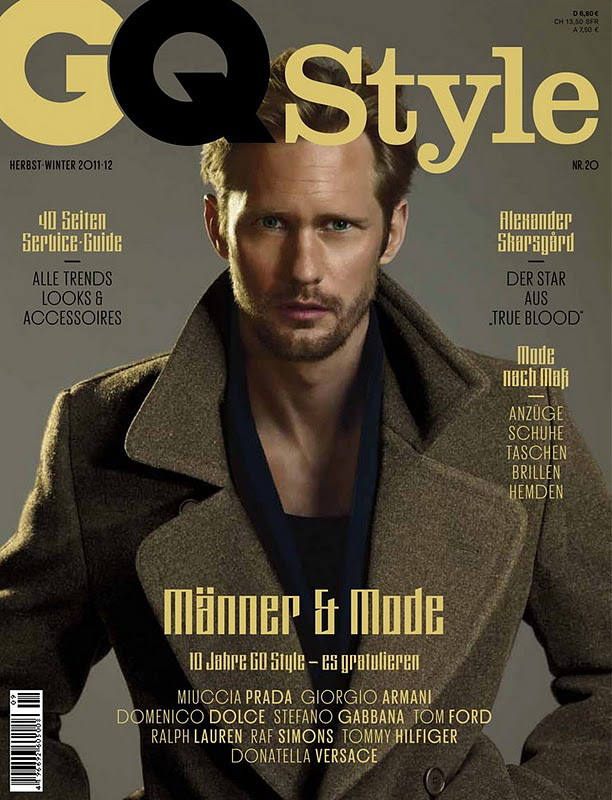 GQ Style
D 6,80 €
CH 13,50 SFR
A 7,50 €
HERBST-WINTER 2011-12
NR.20
40 Seiten
Service-Guide
ALLE TRENDS
LOOKS &
ACCESSOIRES
Alexander
Skarsgård
DER STAR
AUS
„TRUE BLOOD“
Mode
nach Maß
ANZÜGE
SCHUHE
TASCHEN
BRILLEN
HEMDEN
Männer & Mode
10 Jahre GQ Style – es gratulieren
MIUCCIA PRADA GIORGIO ARMANI
DOMENICO DOLCE STEFANO GABBANA TOM FORD
RALPH LAUREN RAF SIMONS TOMMY HILFIGER
DONATELLA VERSACE
09